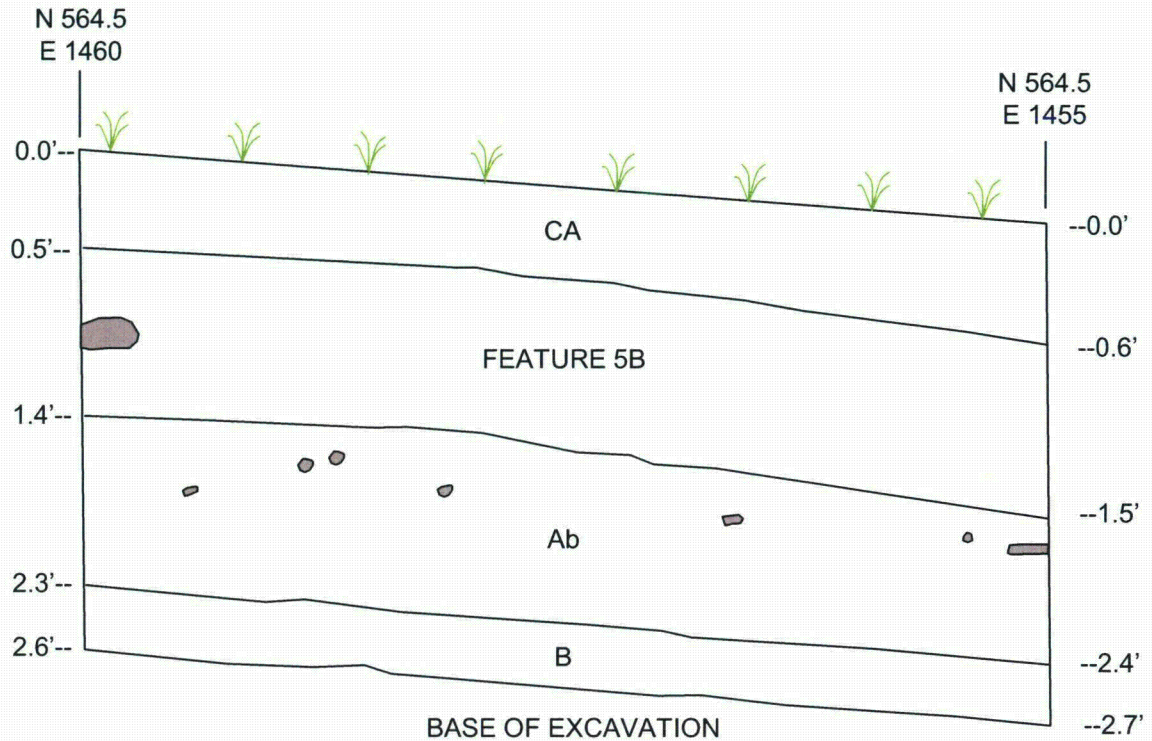 N 564.5
E 1460
N 564.5
E 1455
0.0'--
--0.0'
CA
0.5'--
--0.6'
FEATURE 5B
1.4'--
--1.5'
Ab
2.3'--
--2.4'
2.6'--
B
--2.7'
BASE OF EXCAVATION